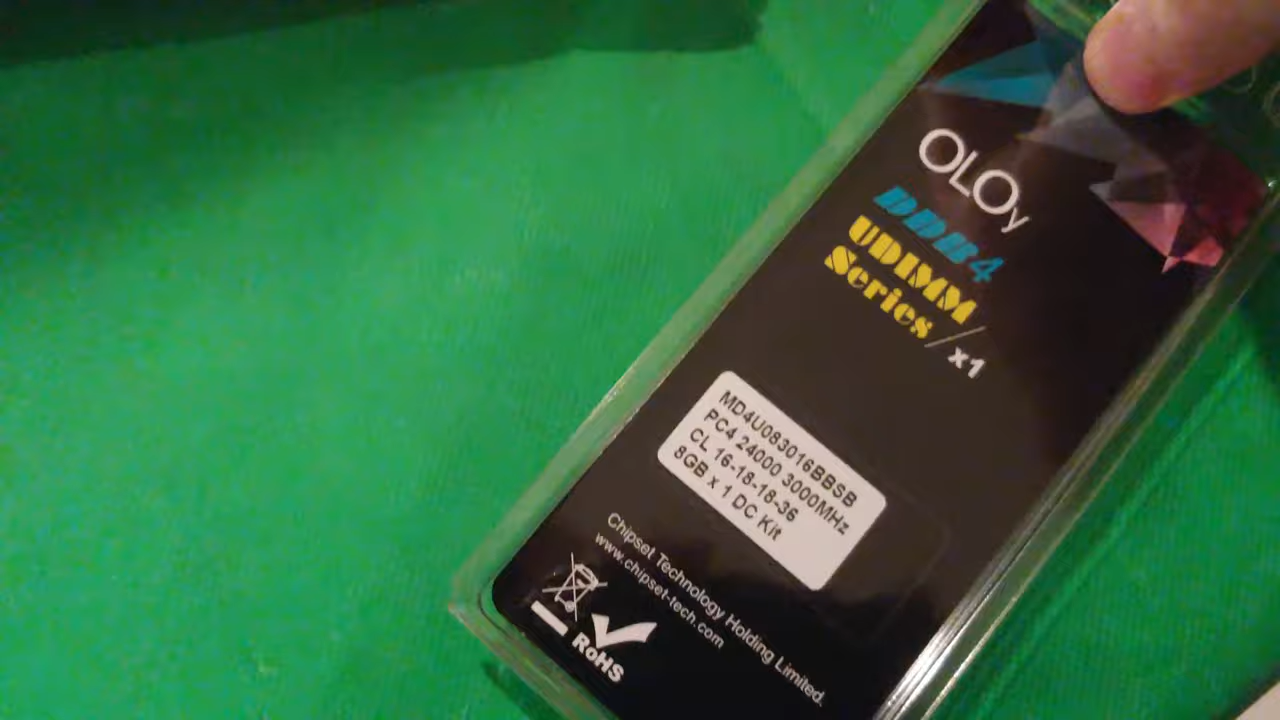 OLOy
DDR4
UDIMM
Series/x1
MD4U083016BBSB
PC4 24000 3000MHz
CL 16-18-18-36
8GB x 1 DC Kit
Chipset Technology Holding Limited.
www.chipset-tech.com
RoHS